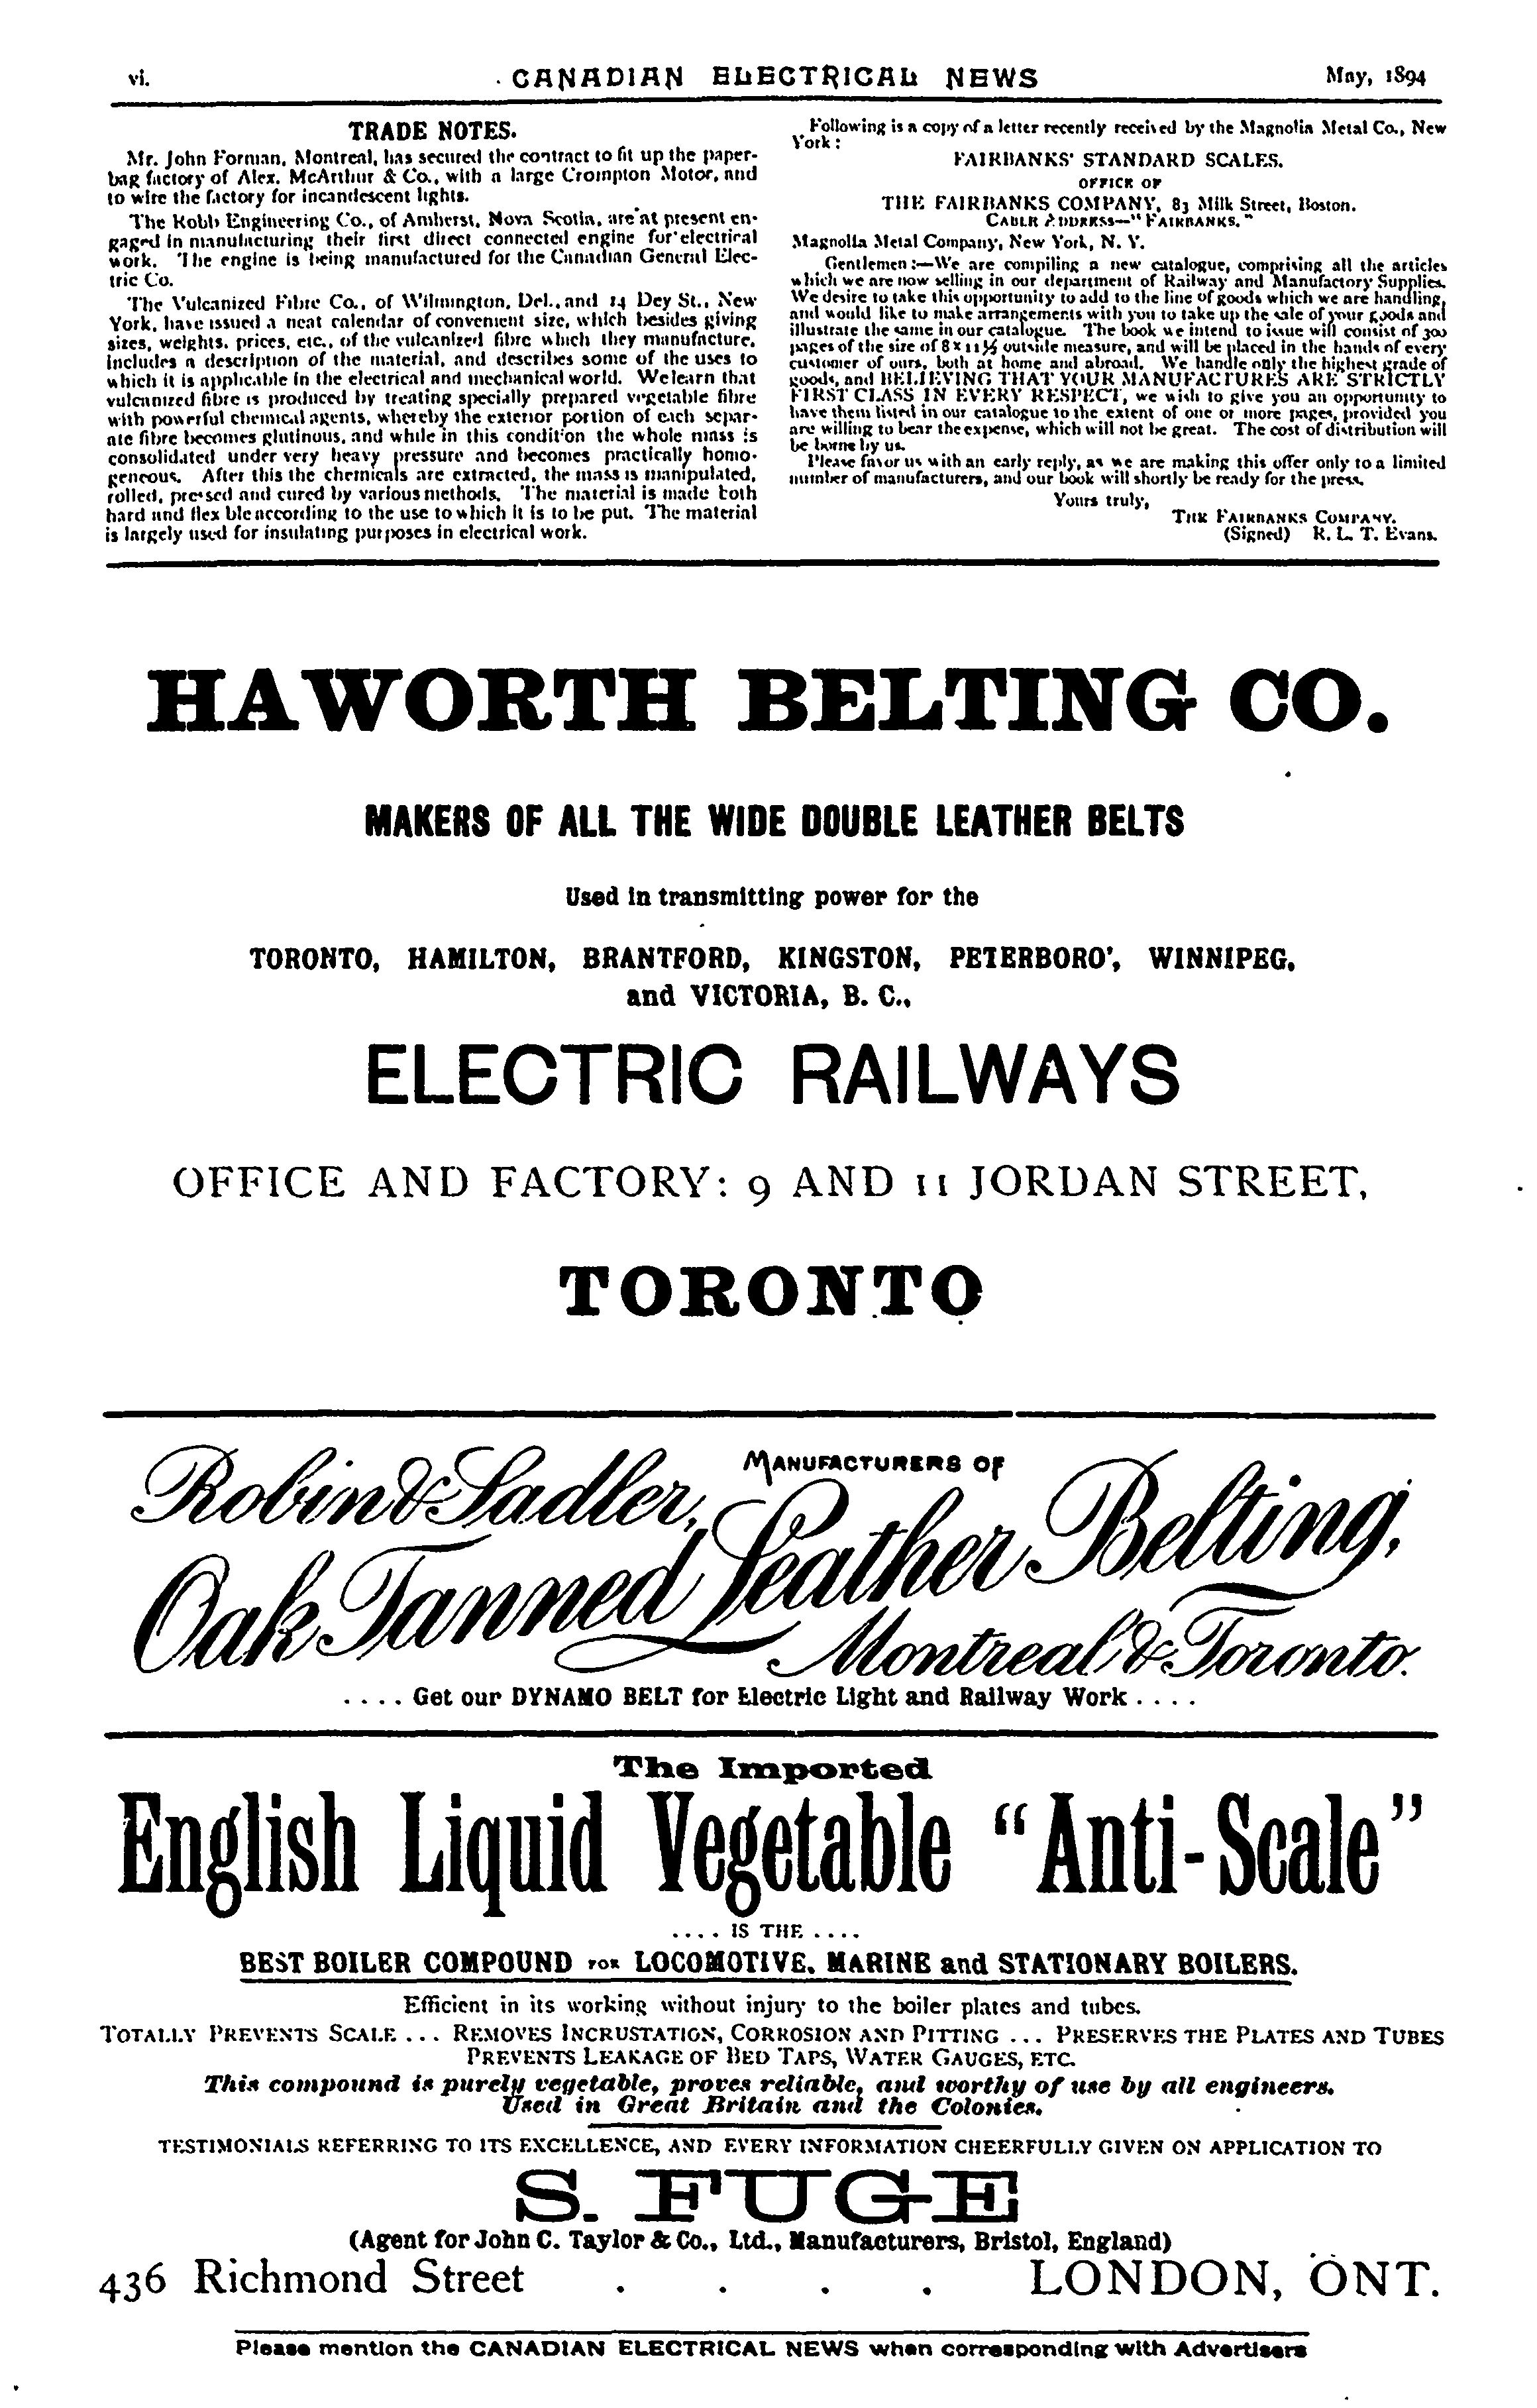 vi. CANADIAN ELECTRICAL NEWS May, 1894
TRADE NOTES.
Mr. John Forman, Montreal, has secured the contract to fit up the paper-
bag factory of Alex. McArthur & Co., with a large Crompton Motor, and
to wire the factory for incandescent lights.
The Robb Engineering Co., of Amherst, Nova Scotia, are at present en-
gaged in manufacturing their first direct connected engine for electrical
work. The engine is being manufactured for the Canadian General Elec-
tric Co.
The Vulcanized Fibre Co., of Wilmington, Del., and 14 Dey St., New
York, have issued a neat calendar of convenient size, which besides giving
sizes, weights, prices, etc., of the vulcanized fibre which they manufacture,
includes a description of the material, and describes some of the uses to
which it is applicable in the electrical and mechanical world. We learn that
vulcanized fibre is produced by treating specially prepared vegetable fibre
with powerful chemical agents, whereby the exterior portion of each separ-
ate fibre becomes glutinous, and while in this condition the whole mass is
consolidated under very heavy pressure and becomes practically homo-
geneous. After this the chemicals are extracted, the mass is manipulated,
rolled, pressed and cured by various methods. The material is made both
hard and flexible according to the use to which it is to be put. The material
is largely used for insulating purposes in electrical work.
Following is a copy of a letter recently received by the Magnolia Metal Co., New
York:
FAIRBANKS' STANDARD SCALES.
OFFICE OF
THE FAIRBANKS COMPANY, 83 Milk Street, Boston.
CABLE ADDRESS—"FAIRBANKS."
Magnolia Metal Company, New York, N. Y.
Gentlemen:—We are compiling a new catalogue, comprising all the articles
which we are now selling in our department of Railway and Manufactory Supplies.
We desire to take this opportunity to add to the line of goods which we are handling,
and would like to make arrangements with you to take up the sale of your goods and
illustrate the same in our catalogue. The book we intend to issue will consist of 300
pages of the size of 8 x 11½ outside measure, and will be placed in the hands of every
customer of ours, both at home and abroad. We handle only the highest grade of
goods, and BELIEVING THAT YOUR MANUFACTURES ARE STRICTLY
FIRST CLASS IN EVERY RESPECT, we wish to give you an opportunity to
have them listed in our catalogue to the extent of one or more pages, provided you
are willing to bear the expense, which will not be great. The cost of distribution will
be borne by us.
Please favor us with an early reply, as we are making this offer only to a limited
number of manufacturers, and our book will shortly be ready for the press.
Yours truly,
THE FAIRBANKS COMPANY.
(Signed) R. L. T. Evans.
HAWORTH BELTING CO.
MAKERS OF ALL THE WIDE DOUBLE LEATHER BELTS
Used in transmitting power for the
TORONTO, HAMILTON, BRANTFORD, KINGSTON, PETERBORO', WINNIPEG,
and VICTORIA, B. C.,
ELECTRIC RAILWAYS
OFFICE AND FACTORY: 9 AND 11 JORDAN STREET,
TORONTO
Robin & Sadler, MANUFACTURERS OF
Oak Tanned Leather Belting,
Montreal & Toronto.
.... Get our DYNAMO BELT for Electric Light and Railway Work ....
The Imported
English Liquid Vegetable "Anti-Scale"
.... IS THE ....
BEST BOILER COMPOUND FOR LOCOMOTIVE, MARINE and STATIONARY BOILERS.
Efficient in its working without injury to the boiler plates and tubes.
TOTALLY PREVENTS SCALE ... REMOVES INCRUSTATION, CORROSION AND PITTING ... PRESERVES THE PLATES AND TUBES
PREVENTS LEAKAGE OF BED TAPS, WATER GAUGES, ETC.
This compound is purely vegetable, proves reliable, and worthy of use by all engineers.
Used in Great Britain and the Colonies.
TESTIMONIALS REFERRING TO ITS EXCELLENCE, AND EVERY INFORMATION CHEERFULLY GIVEN ON APPLICATION TO
S. FUGE
(Agent for John C. Taylor & Co., Ltd., Manufacturers, Bristol, England)
436 Richmond Street . . . . LONDON, ONT.
Please mention the CANADIAN ELECTRICAL NEWS when corresponding with Advertisers